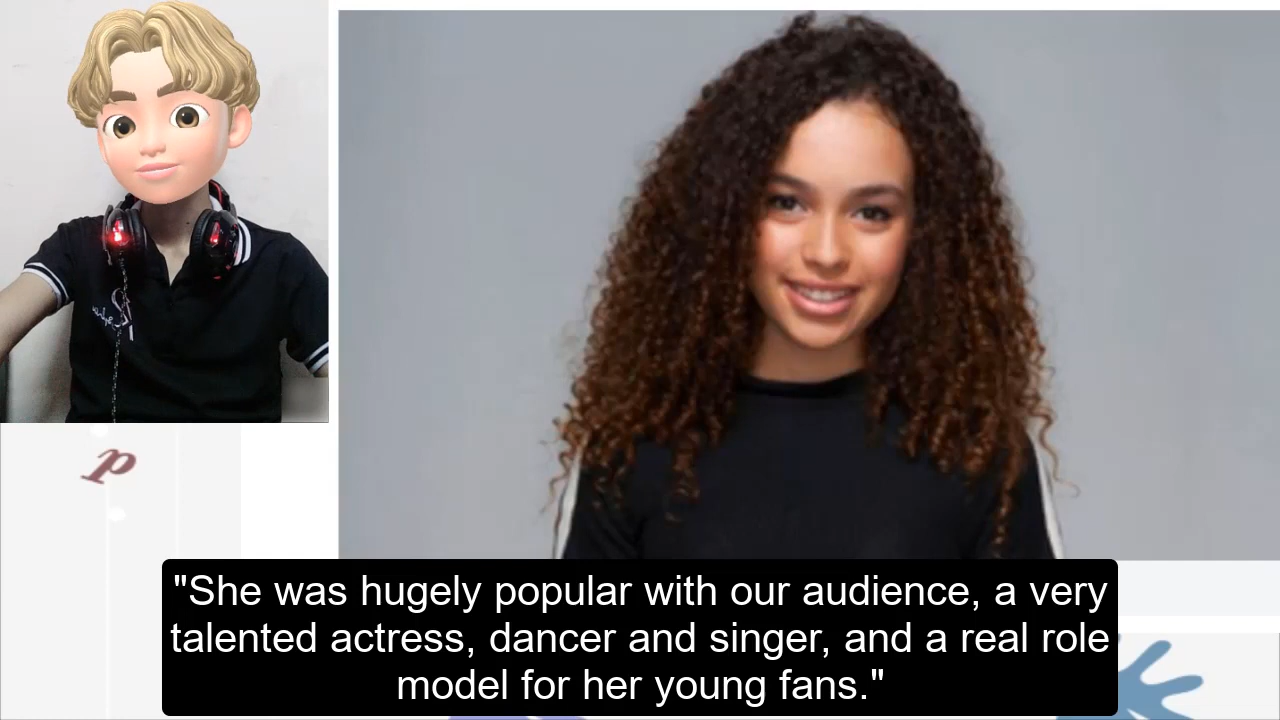 p
"She was hugely popular with our audience, a very
talented actress, dancer and singer, and a real role
model for her young fans."